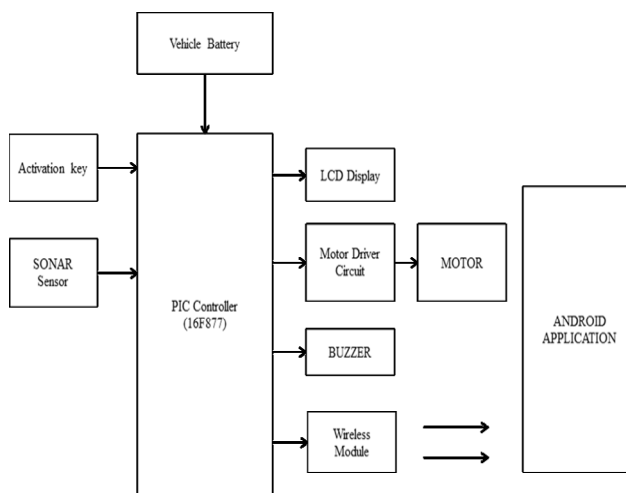 Vehicle Battery
Activation key
SONAR
Sensor
PIC Controller
(16F877)
LCD Display
Motor Driver
Circuit
MOTOR
BUZZER
Wireless
Module
ANDROID
APPLICATION